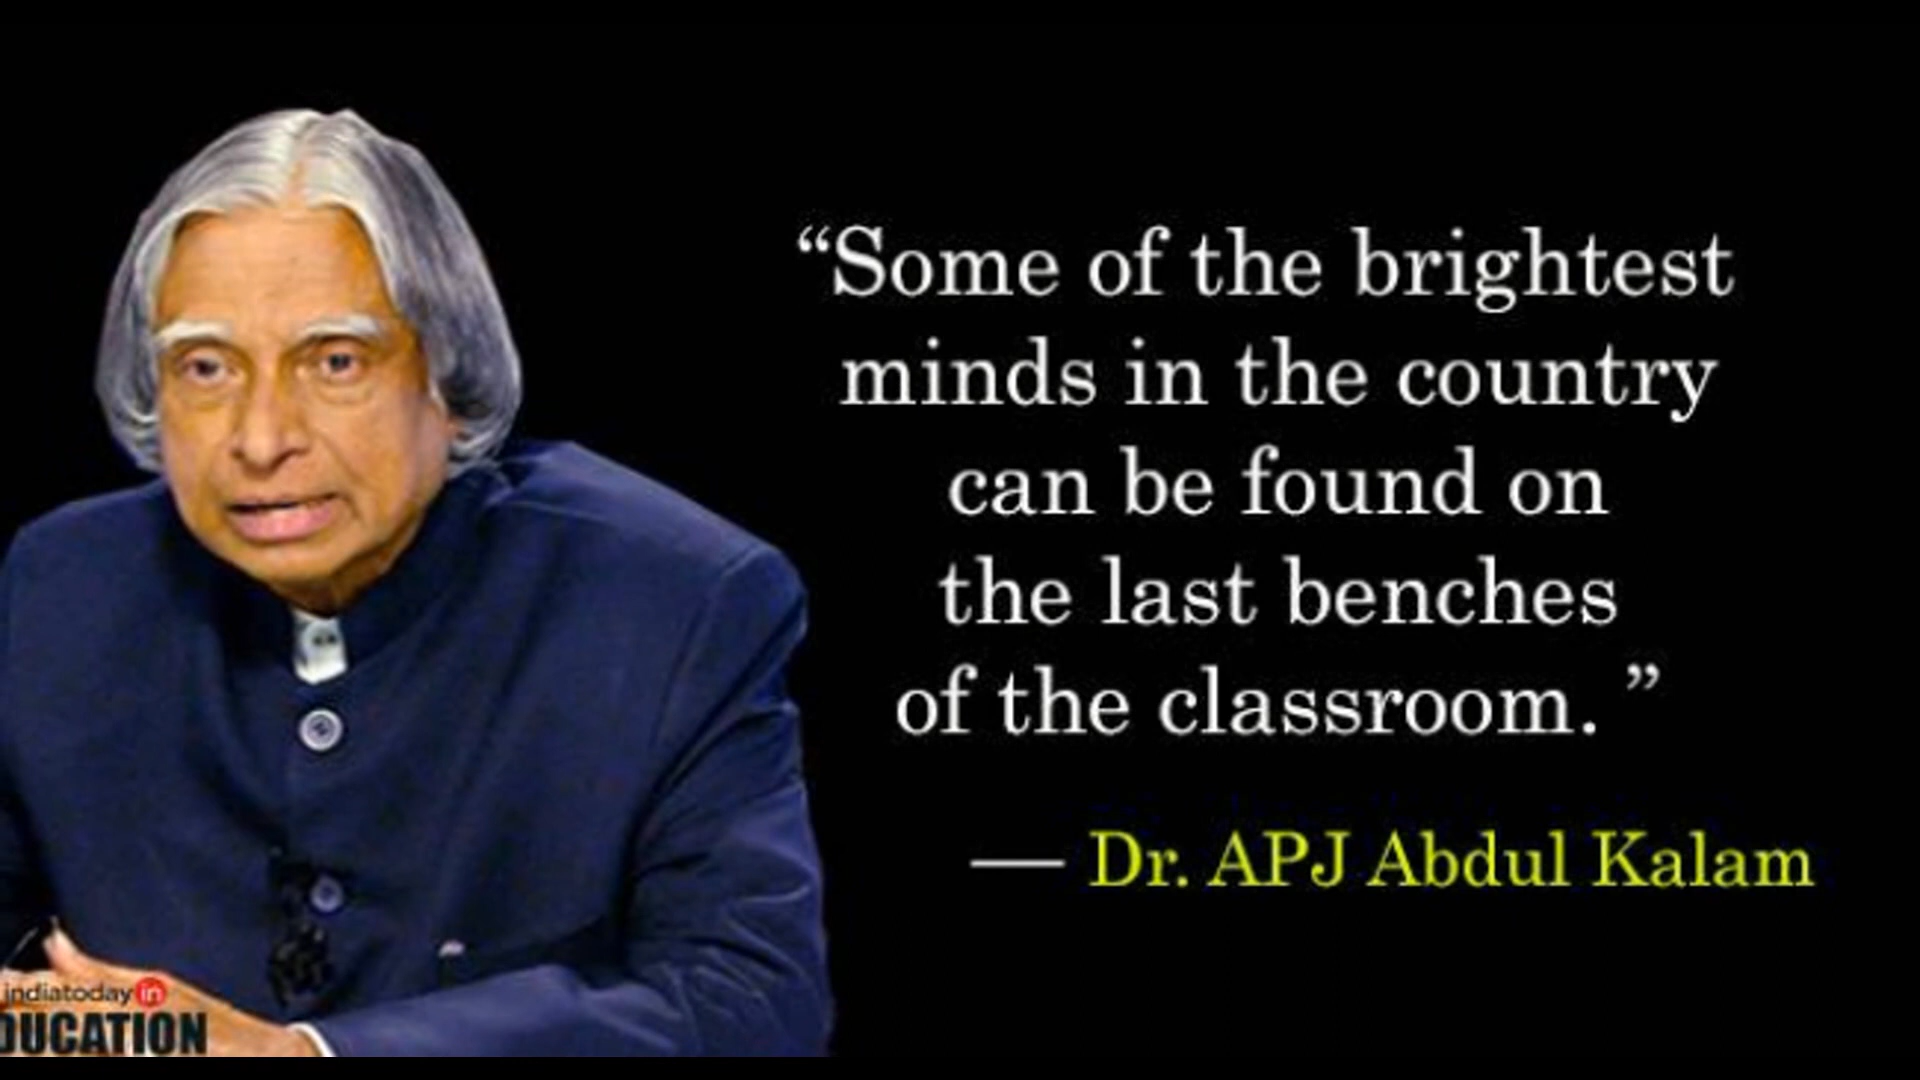 “Some of the brightest
minds in the country
can be found on
the last benches
of the classroom. ”
— Dr. APJ Abdul Kalam
indiatoday in
DUCATION